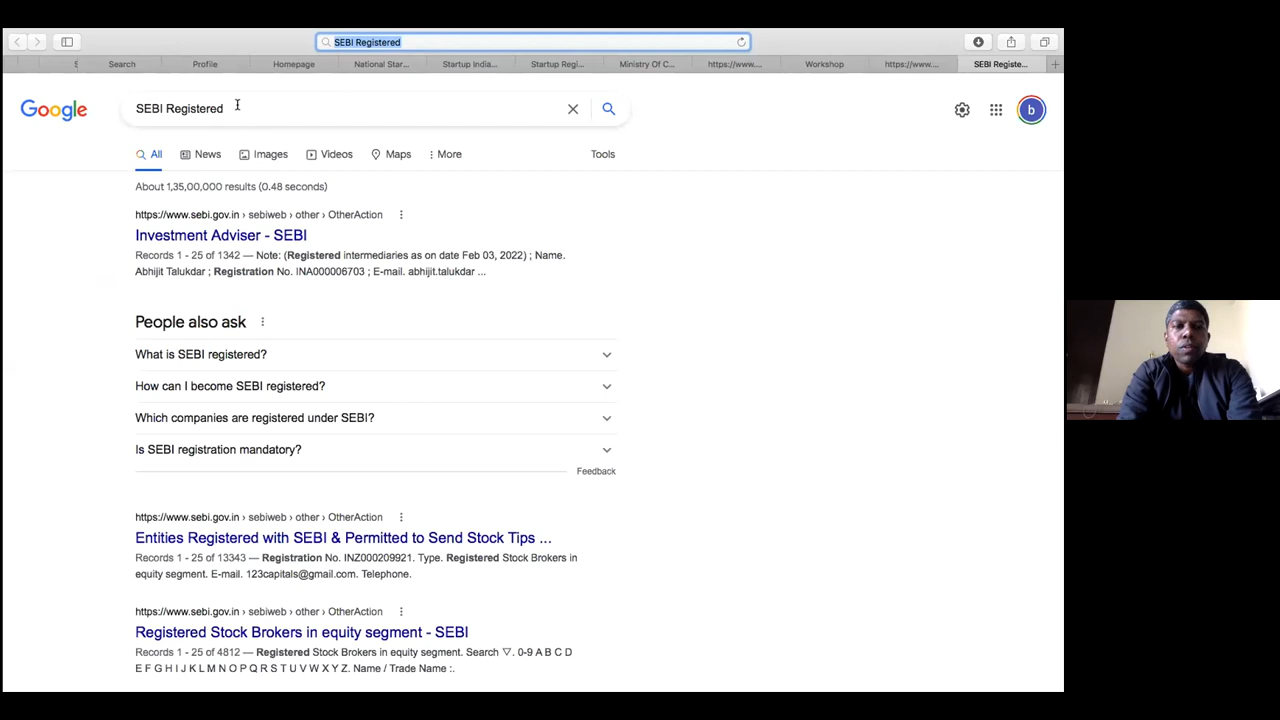 SEBI Registered
Search
Profile
Homepage
National Star...
Startup India...
Startup Regi...
Ministry Of C...
https://www....
Workshop
https://www....
SEBI Registe...
Google
SEBI Registered
b
All
News
Images
Videos
Maps
More
Tools
About 1,35,00,000 results (0.48 seconds)
https://www.sebi.gov.in › sebiweb › other › OtherAction
Investment Adviser - SEBI
Records 1 - 25 of 1342 — Note: (Registered intermediaries as on date Feb 03, 2022) ; Name.
Abhijit Talukdar ; Registration No. INA000006703 ; E-mail. abhijit.talukdar ...
People also ask
What is SEBI registered?
How can I become SEBI registered?
Which companies are registered under SEBI?
Is SEBI registration mandatory?
Feedback
https://www.sebi.gov.in › sebiweb › other › OtherAction
Entities Registered with SEBI & Permitted to Send Stock Tips ...
Records 1 - 25 of 13343 — Registration No. INZ000209921. Type. Registered Stock Brokers in
equity segment. E-mail. 123capitals@gmail.com. Telephone.
https://www.sebi.gov.in › sebiweb › other › OtherAction
Registered Stock Brokers in equity segment - SEBI
Records 1 - 25 of 4812 — Registered Stock Brokers in equity segment. Search ▽. 0-9 A B C D
E F G H I J K L M N O P Q R S T U V W X Y Z. Name / Trade Name :.